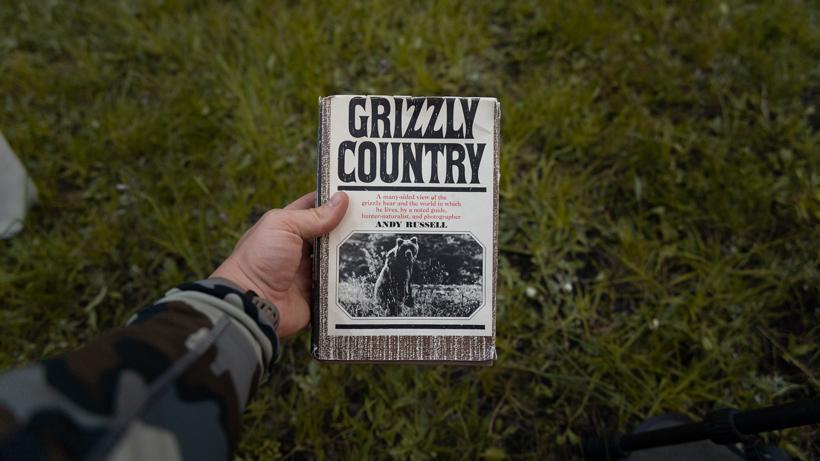 GRIZZLY
COUNTRY
A many-sided view of the
grizzly bear and the world in which
he lives, by a noted guide,
hunter-naturalist, and photographer
ANDY RUSSELL